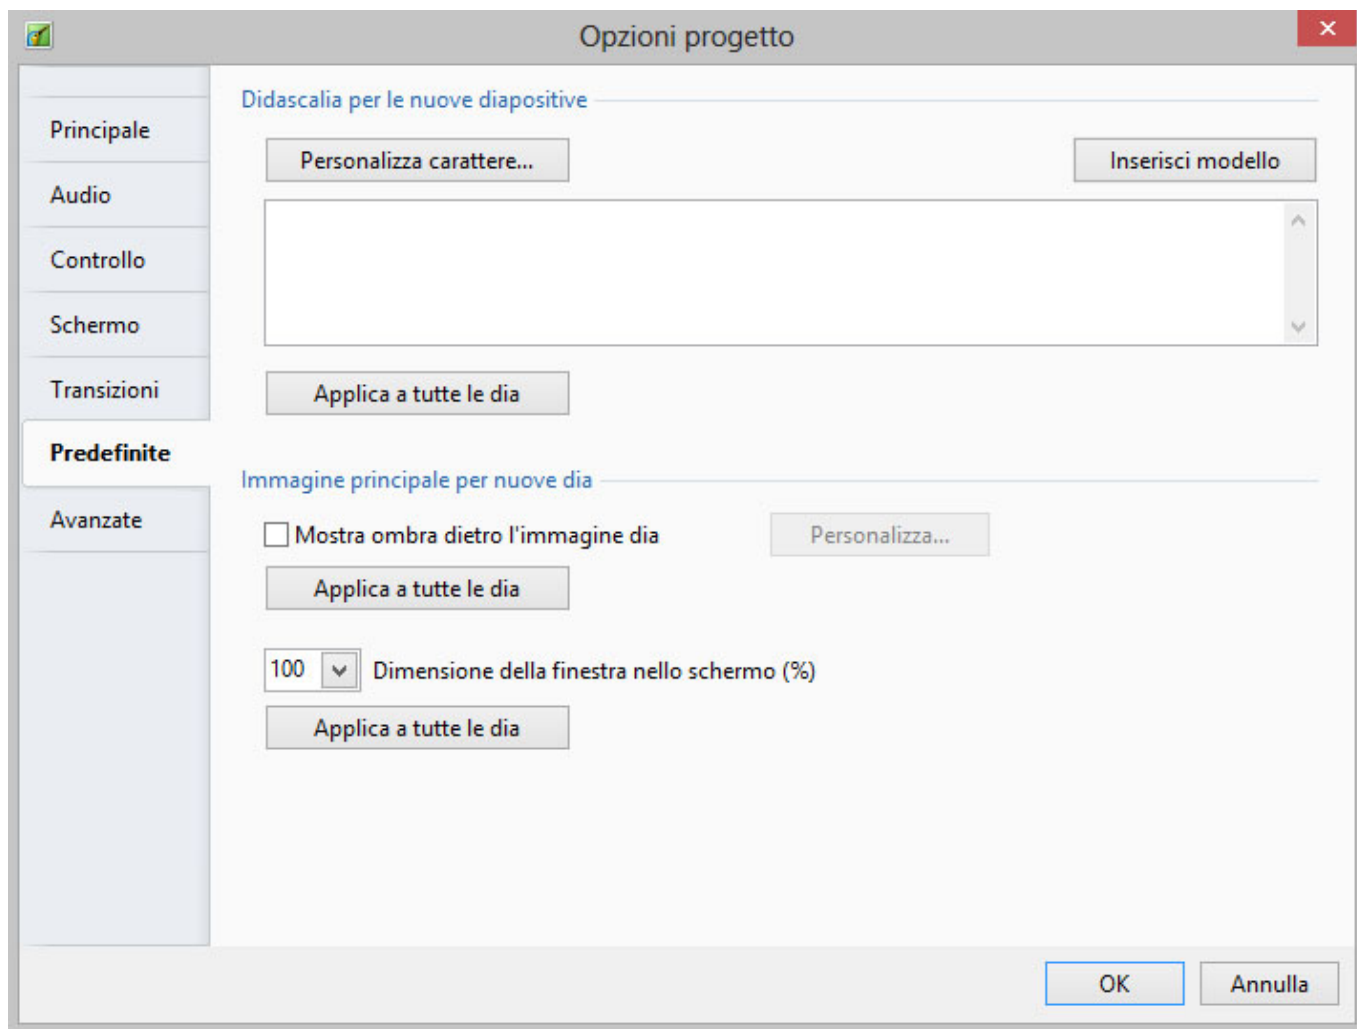 Opzioni progetto
Principale
Audio
Controllo
Schermo
Transizioni
Predefinite
Avanzate
Didascalia per le nuove diapositive
Personalizza carattere...
Inserisci modello
Applica a tutte le dia
Immagine principale per nuove dia
Mostra ombra dietro l'immagine dia
Personalizza...
Applica a tutte le dia
100 Dimensione della finestra nello schermo (%)
Applica a tutte le dia
OK
Annulla